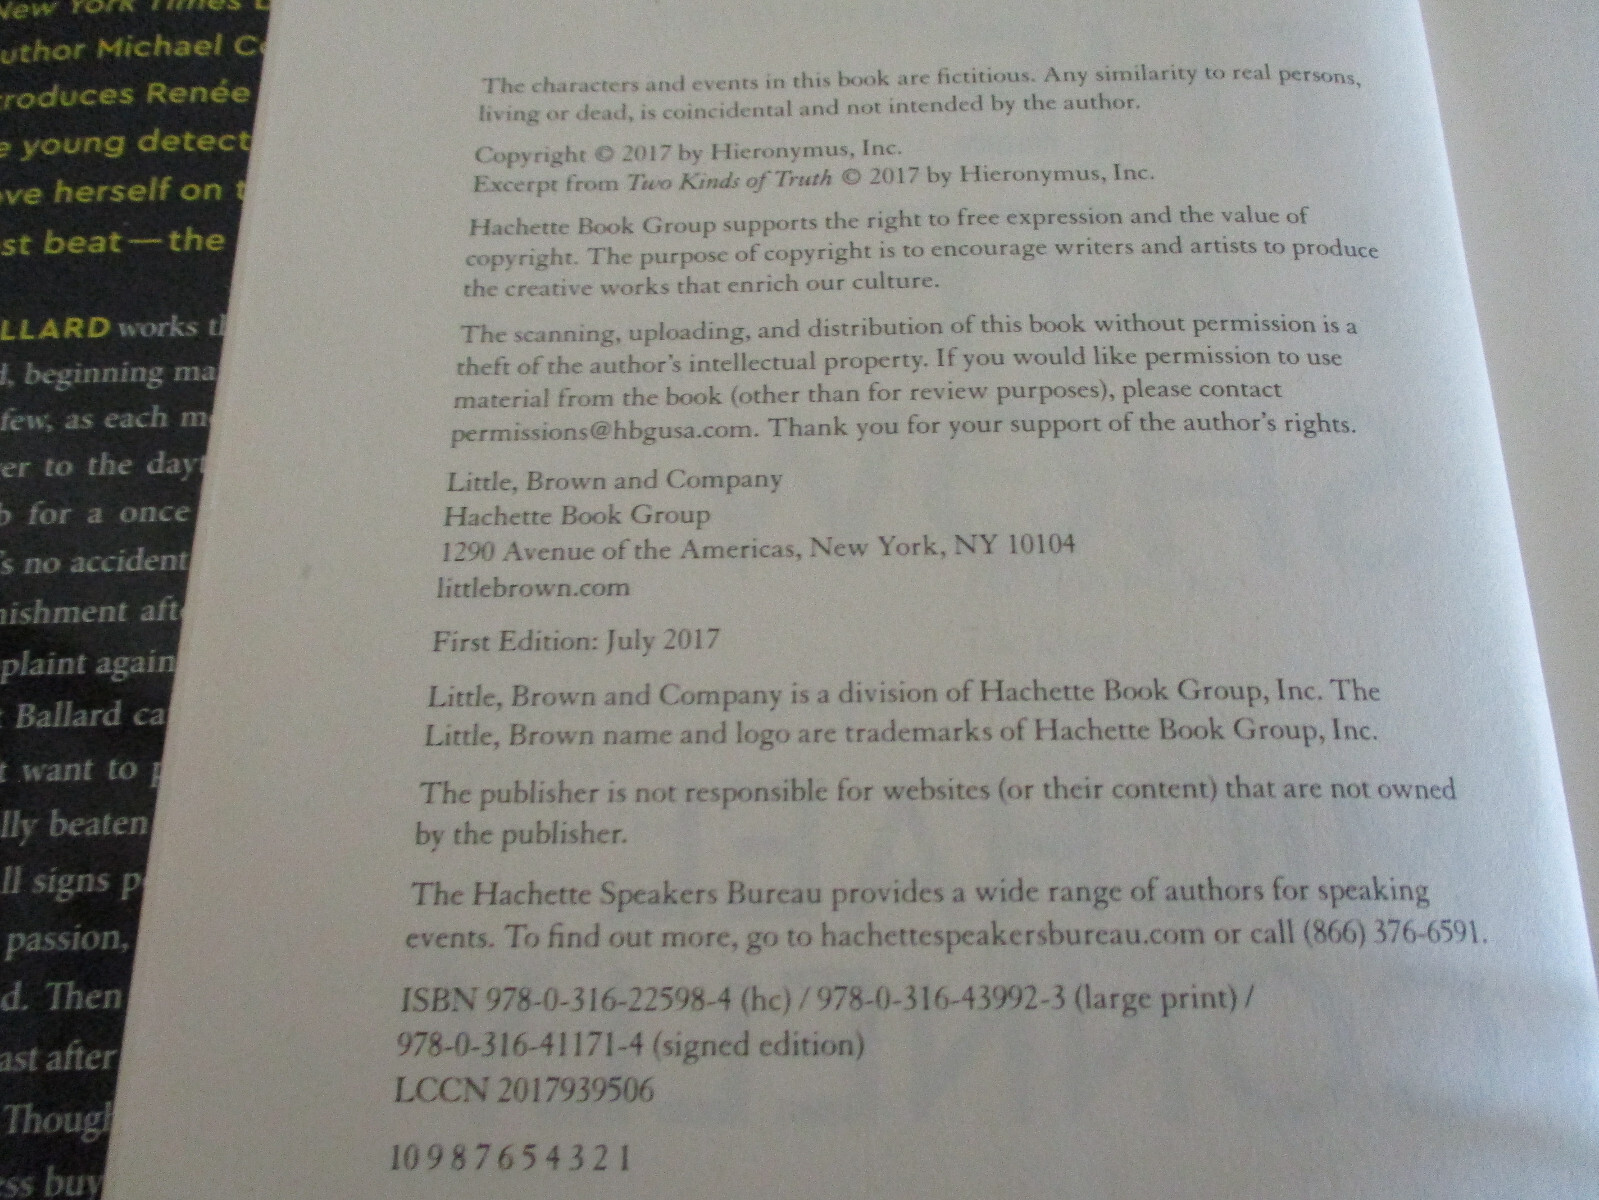 New York Times
uthor Michael
troduces Renée
e young detect
ove herself on t
st beat—the
LLARD works th
d, beginning ma
few, as each m
er to the dayt
b for a once
's no accident
nishment aft
plaint again
t Ballard ca
t want to p
lly beaten
ll signs p
passion,
d. Then
ast after
Though
ess buy
The characters and events in this book are fictitious. Any similarity to real persons,
living or dead, is coincidental and not intended by the author.
Copyright © 2017 by Hieronymus, Inc.
Excerpt from Two Kinds of Truth © 2017 by Hieronymus, Inc.
Hachette Book Group supports the right to free expression and the value of
copyright. The purpose of copyright is to encourage writers and artists to produce
the creative works that enrich our culture.
The scanning, uploading, and distribution of this book without permission is a
theft of the author's intellectual property. If you would like permission to use
material from the book (other than for review purposes), please contact
permissions@hbgusa.com. Thank you for your support of the author's rights.
Little, Brown and Company
Hachette Book Group
1290 Avenue of the Americas, New York, NY 10104
littlebrown.com
First Edition: July 2017
Little, Brown and Company is a division of Hachette Book Group, Inc. The
Little, Brown name and logo are trademarks of Hachette Book Group, Inc.
The publisher is not responsible for websites (or their content) that are not owned
by the publisher.
The Hachette Speakers Bureau provides a wide range of authors for speaking
events. To find out more, go to hachettespeakersbureau.com or call (866) 376-6591.
ISBN 978-0-316-22598-4 (hc) / 978-0-316-43992-3 (large print) /
978-0-316-41171-4 (signed edition)
LCCN 2017939506
10 9 8 7 6 5 4 3 2 1